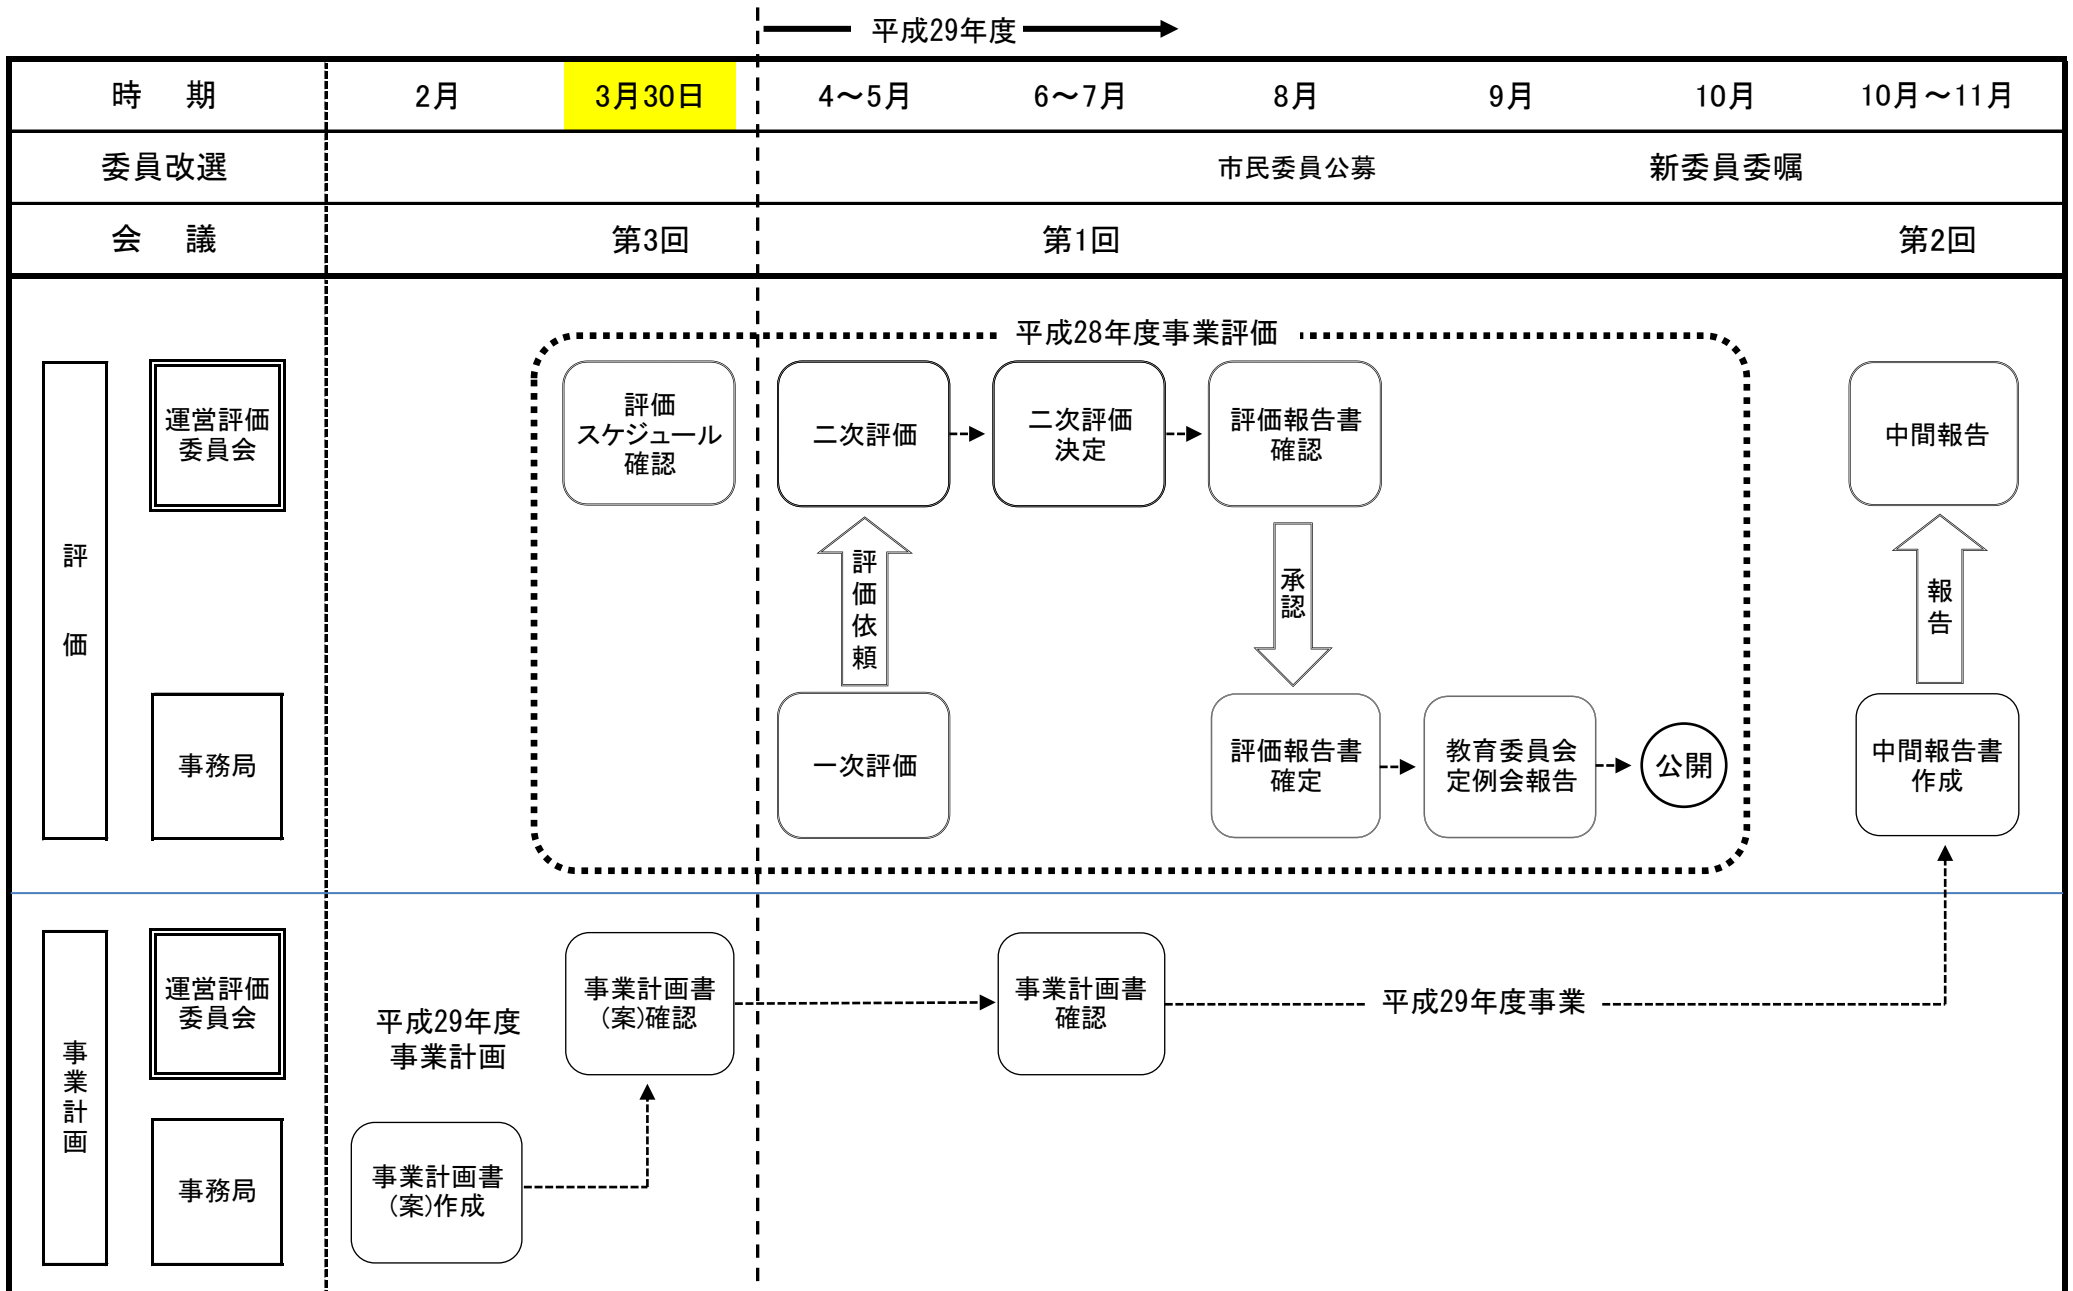 平成29年度
時　期
2月
3月30日
4～5月
6～7月
8月
9月
10月
10月～11月
委員改選
市民委員公募
新委員委嘱
会　議
第3回
第1回
第2回
平成28年度事業評価
評価
運営評価
委員会
評価
スケジュール
確認
二次評価
二次評価
決定
評価報告書
確認
中間報告
評価依頼
承認
報告
事務局
一次評価
評価報告書
確定
教育委員会
定例会報告
公開
中間報告書
作成
事業計画
運営評価
委員会
平成29年度
事業計画
事業計画書
(案)確認
事業計画書
確認
平成29年度事業
事務局
事業計画書
(案)作成